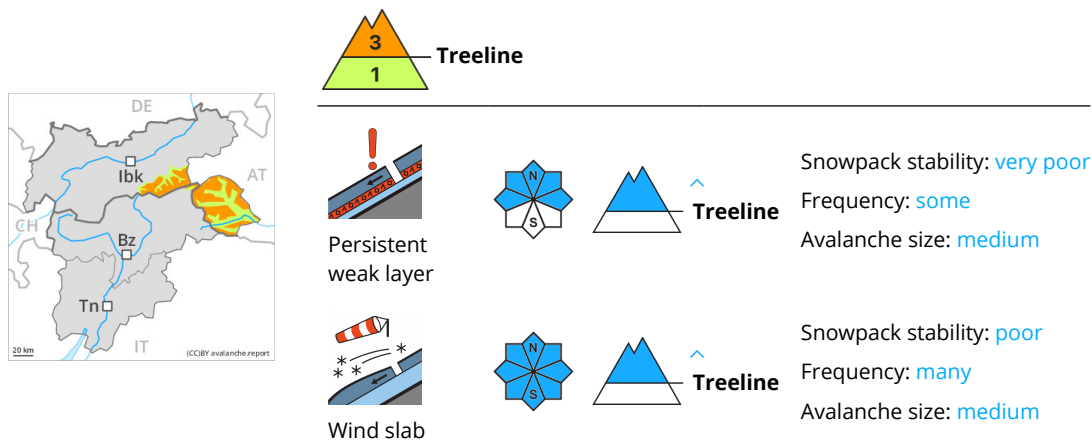 3
Treeline
1
DE
Ibk
AT
CH
Bz
Tn
20 km
IT
(CC)BY avalanche.report
N
S
Treeline
Snowpack stability: very poor
Frequency: some
Avalanche size: medium
Persistent
weak layer
N
S
Treeline
Snowpack stability: poor
Frequency: many
Avalanche size: medium
Wind slab